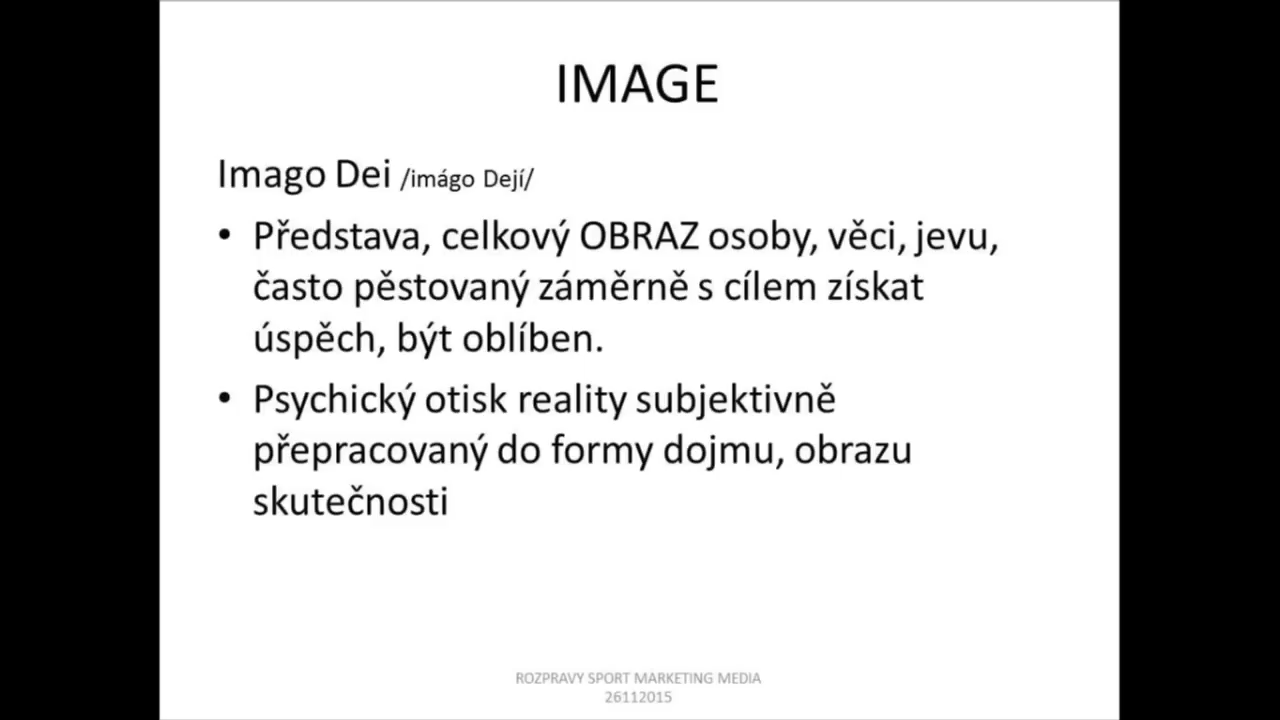 IMAGE
Imago Dei /imágo Dejí/
• Představa, celkový OBRAZ osoby, věci, jevu,
často pěstovaný záměrně s cílem získat
úspěch, být oblíben.
• Psychický otisk reality subjektivně
přepracovaný do formy dojmu, obrazu
skutečnosti
ROZPRAVY SPORT MARKETING MEDIA
26112015